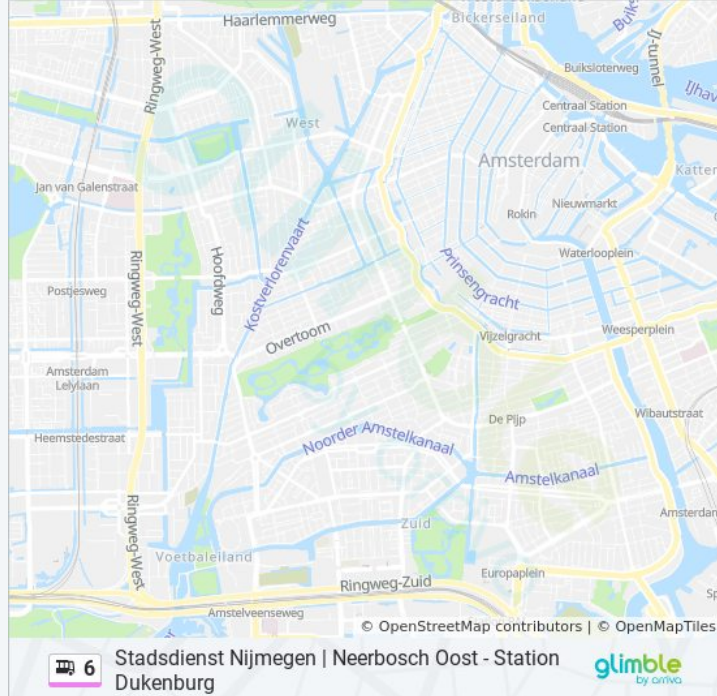 Haarlemmerweg
Bickerseiland
Buiks
IJ-tunnel
Ringweg-West
Buiksloterweg
IJhav
Centraal Station
West
Centraal Station
Amsterdam
Katter
Jan van Galenstraat
Nieuwmarkt
Rokin
Kostverlorenvaart
Hoofdweg
Waterlooplein
Prinsengracht
Ringweg-West
Postjesweg
Overtoom
Vijzelgracht
Weesperplein
Amsterdam
Lelylaan
De Pijp
Wibautstraat
Heemstedestraat
Noorder Amstelkanaal
Amstelkanaal
Ringweg-West
Amsterdam
Zuid
Voetbaleiland
Europaplein
Ringweg-Zuid
Sp
Amstelveenseweg
© OpenStreetMap contributors | © OpenMapTiles
6
Stadsdienst Nijmegen | Neerbosch Oost - Station
Dukenburg
glimble
by arriva